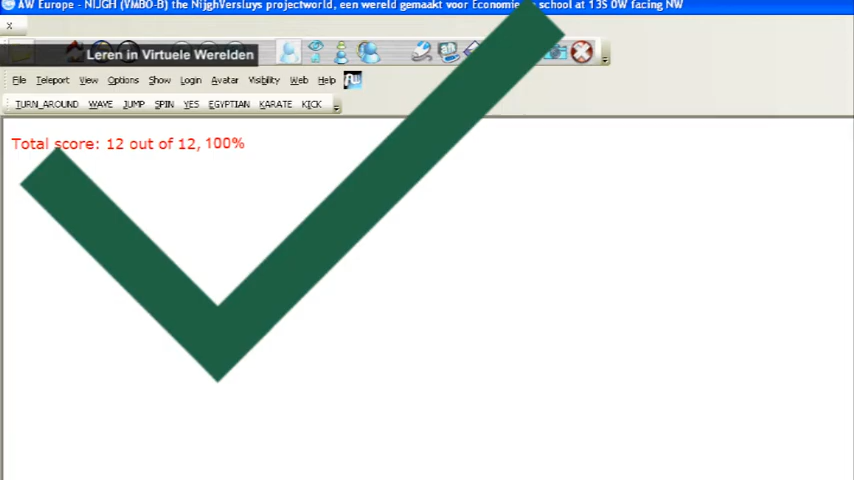 AW Europe - NIJGH (VMBO-B) the NijghVersluys projectworld, een wereld gemaakt voor Economie school at 13S 0W facing NW
x
Leren in Virtuele Werelden
File Teleport View Options Show Login Avatar Visibility Web Help
TURN_AROUND WAVE JUMP SPIN YES EGYPTIAN KARATE KICK
Total score: 12 out of 12, 100%